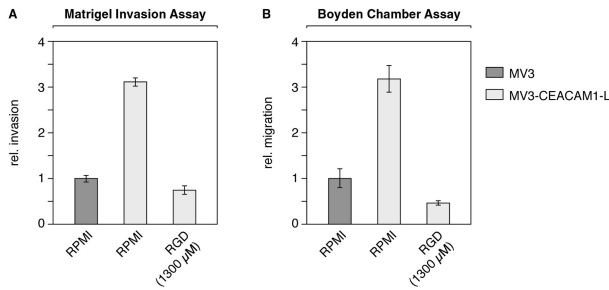 A Matrigel Invasion Assay
4
3
2
1
0
rel. invasion
RPMI
RPMI
RGD
(1300 µM)
B Boyden Chamber Assay
4
3
2
1
0
rel. migration
RPMI
RPMI
RGD
(1300 µM)
MV3
MV3-CEACAM1-L